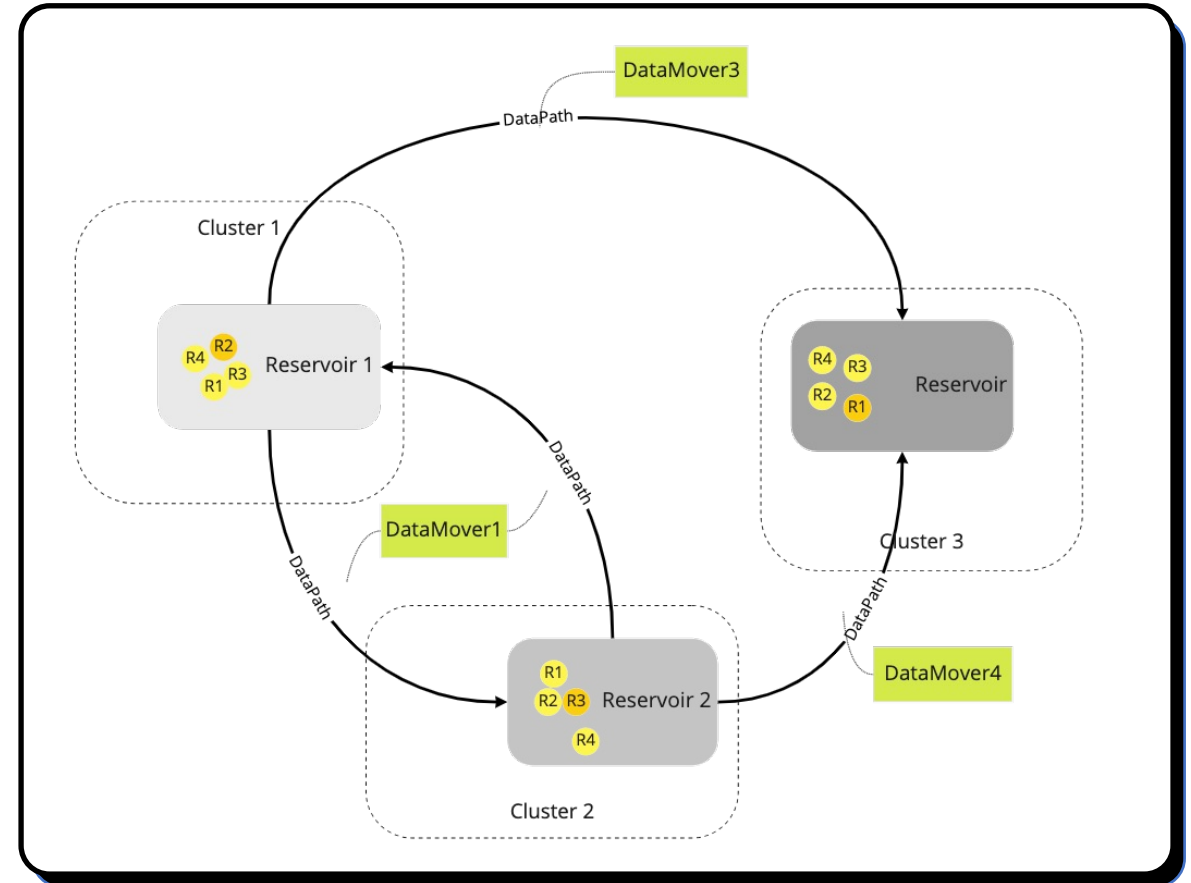 DataMover3
DataPath
Cluster 1
R2
R4
R3
R1
Reservoir 1
R4
R3
R2
R1
Reservoir
DataPath
DataMover1
Cluster 3
DataPath
DataPath
R1
R2
R3
R4
Reservoir 2
DataMover4
Cluster 2